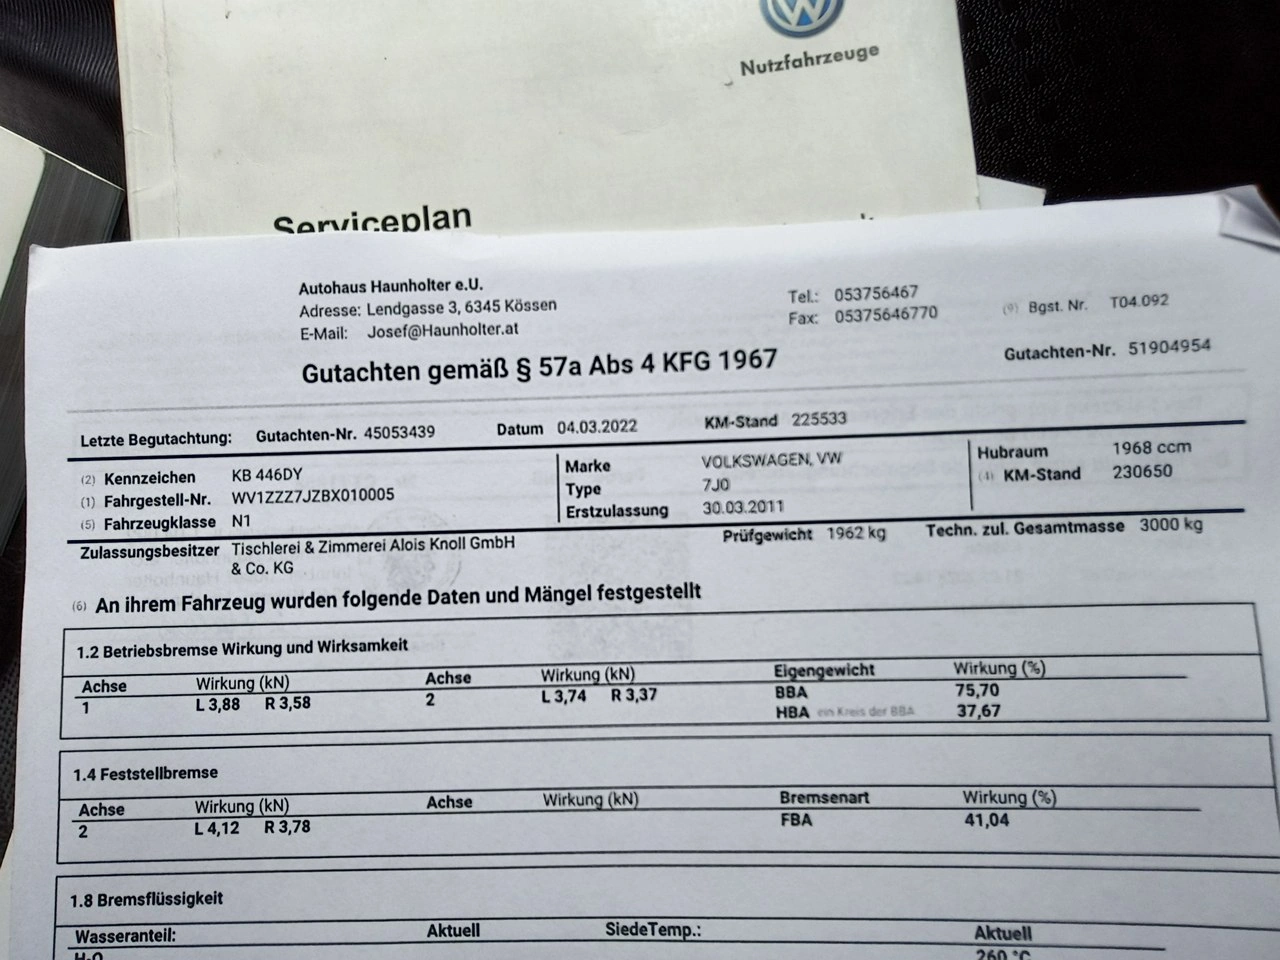 VW
Nutzfahrzeuge
Serviceplan
Autohaus Haunholter e.U.
Adresse: Lendgasse 3, 6345 Kössen
E-Mail: Josef@Haunholter.at
Tel.: 053756467
Fax: 05375646770
(9) Bgst. Nr. T04.092
Gutachten gemäß § 57a Abs 4 KFG 1967
Gutachten-Nr. 51904954
Letzte Begutachtung: Gutachten-Nr. 45053439 Datum 04.03.2022 KM-Stand 225533
(2) Kennzeichen KB 446DY
(1) Fahrgestell-Nr. WV1ZZZ7JZBX010005
(5) Fahrzeugklasse N1
Marke VOLKSWAGEN, VW
Type 7J0
Erstzulassung 30.03.2011
Hubraum 1968 ccm
(4) KM-Stand 230650
Zulassungsbesitzer Tischlerei & Zimmerei Alois Knoll GmbH
& Co. KG
Prüfgewicht 1962 kg Techn. zul. Gesamtmasse 3000 kg
(6) An ihrem Fahrzeug wurden folgende Daten und Mängel festgestellt
1.2 Betriebsbremse Wirkung und Wirksamkeit
Achse Wirkung (kN) Achse Wirkung (kN) Eigengewicht Wirkung (%)
1 L 3,88 R 3,58 2 L 3,74 R 3,37 BBA 75,70
HBA ein Kreis der BBA 37,67
1.4 Feststellbremse
Achse Wirkung (kN) Achse Wirkung (kN) Bremsenart Wirkung (%)
2 L 4,12 R 3,78 FBA 41,04
1.8 Bremsflüssigkeit
Wasseranteil: Aktuell SiedeTemp.: Aktuell
H₂O 260 °C